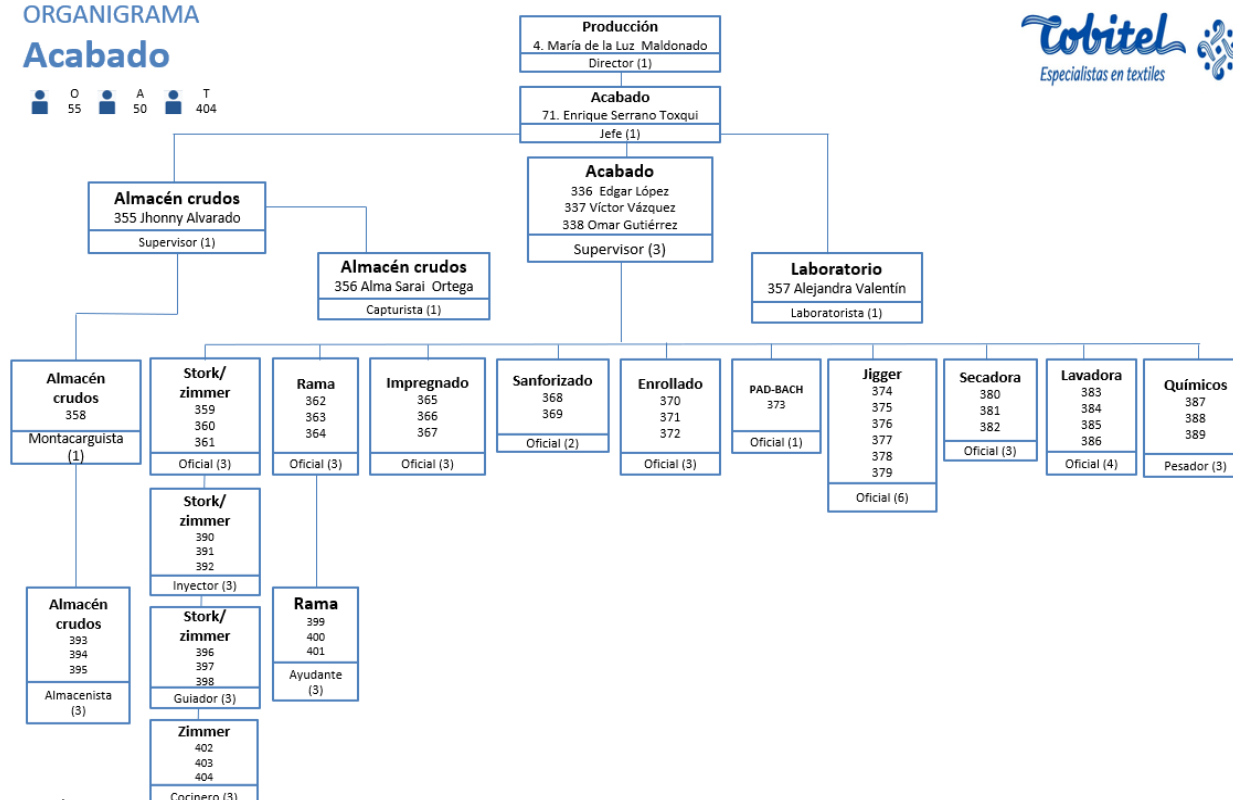 ORGANIGRAMA
Acabado
O
55
A
50
T
404
Tobitel
Especialistas en textiles
Producción
4. María de la Luz Maldonado
Director (1)
Acabado
71. Enrique Serrano Toxqui
Jefe (1)
Almacén crudos
355 Jhonny Alvarado
Supervisor (1)
Acabado
336 Edgar López
337 Víctor Vázquez
338 Omar Gutiérrez
Supervisor (3)
Almacén crudos
356 Alma Sarai Ortega
Capturista (1)
Laboratorio
357 Alejandra Valentín
Laboratorista (1)
Almacén
crudos
358
Montacarguista
(1)
Stork/
zimmer
359
360
361
Oficial (3)
Rama
362
363
364
Oficial (3)
Impregnado
365
366
367
Oficial (3)
Sanforizado
368
369
Oficial (2)
Enrollado
370
371
372
Oficial (3)
PAD-BACH
373
Oficial (1)
Jigger
374
375
376
377
378
379
Oficial (6)
Secadora
380
381
382
Oficial (3)
Lavadora
383
384
385
386
Oficial (4)
Químicos
387
388
389
Pesador (3)
Stork/
zimmer
390
391
392
Inyector (3)
Almacén
crudos
393
394
395
Almacenista
(3)
Stork/
zimmer
396
397
398
Guiador (3)
Rama
399
400
401
Ayudante
(3)
Zimmer
402
403
404
Cocinero (3)